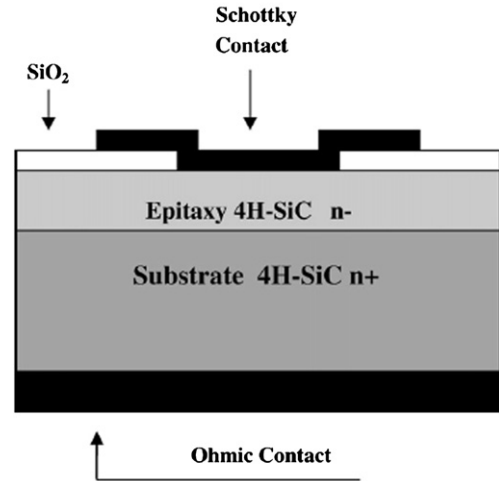 Schottky
Contact
SiO₂
Epitaxy 4H-SiC n-
Substrate 4H-SiC n+
Ohmic Contact